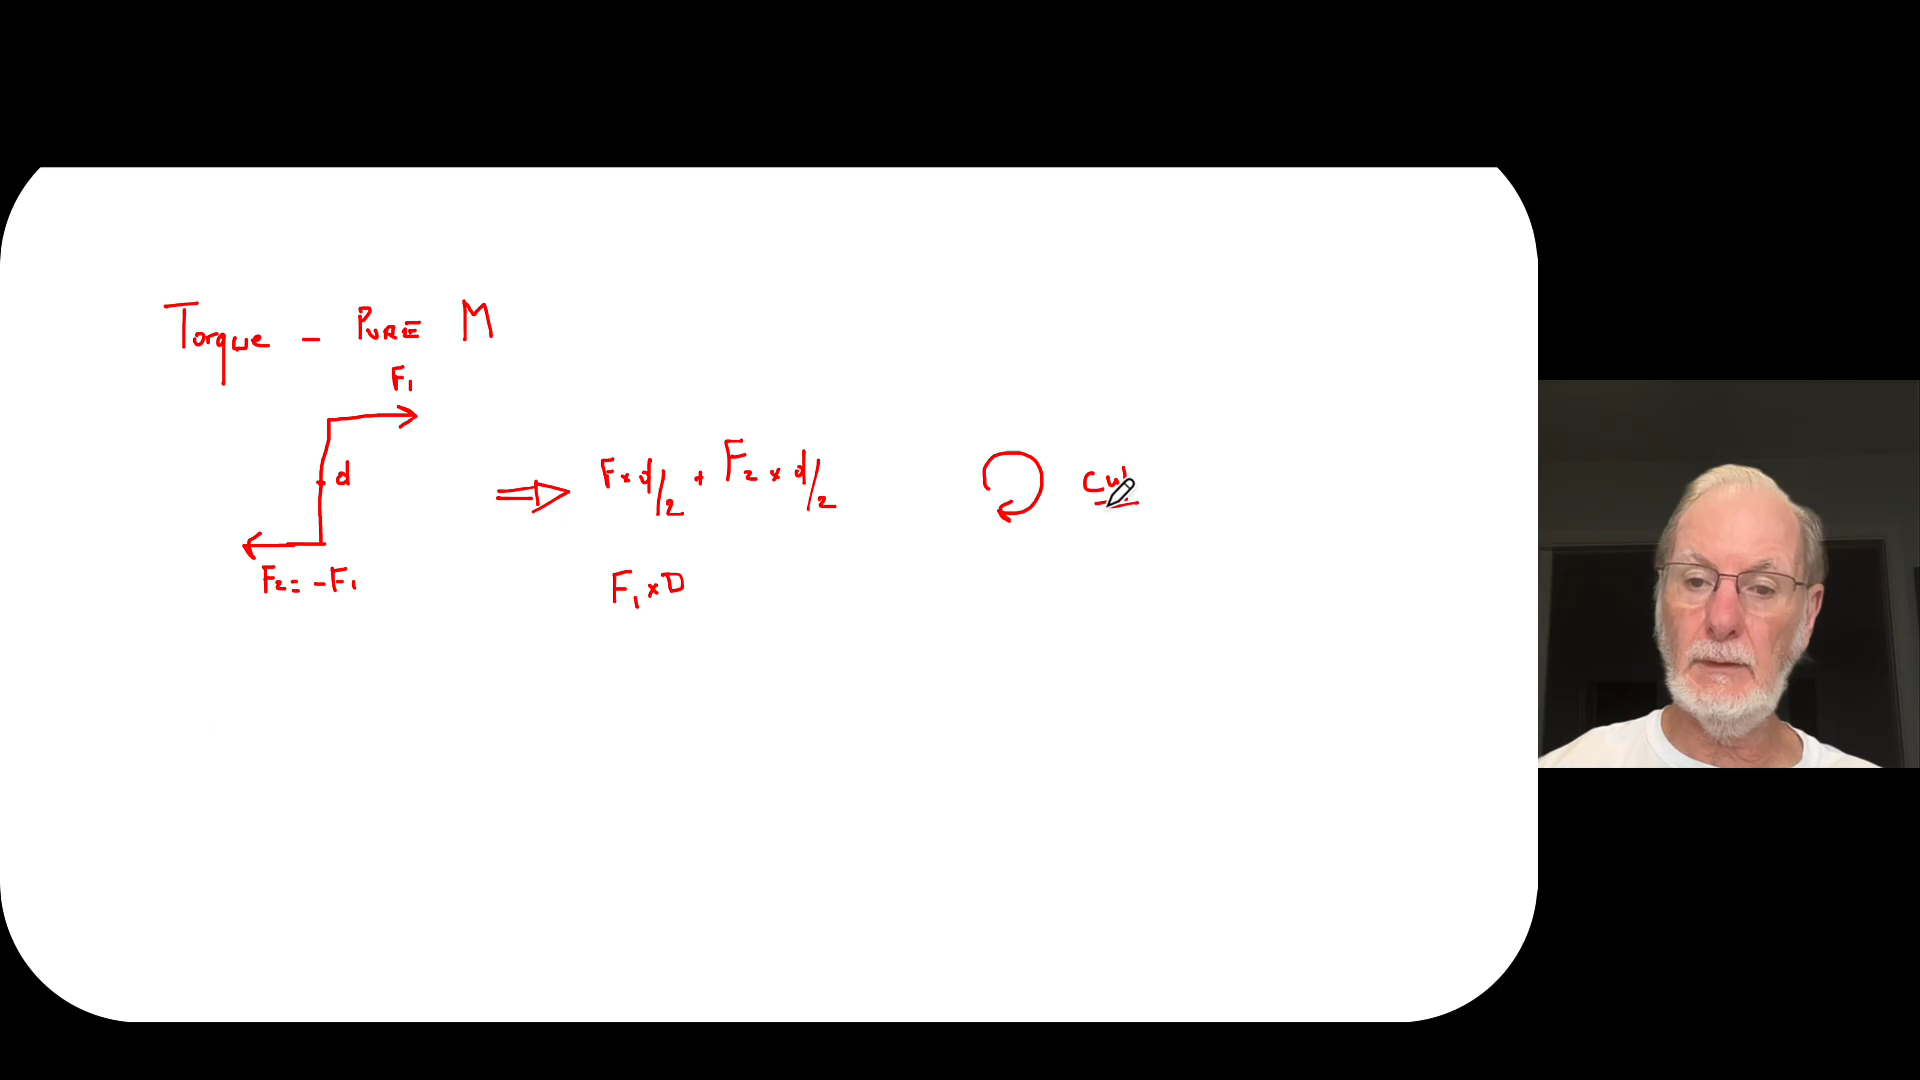 Torque - PURE M
F1
d
F2 = -F1
F x d/2 + F2 x d/2
F1 x D